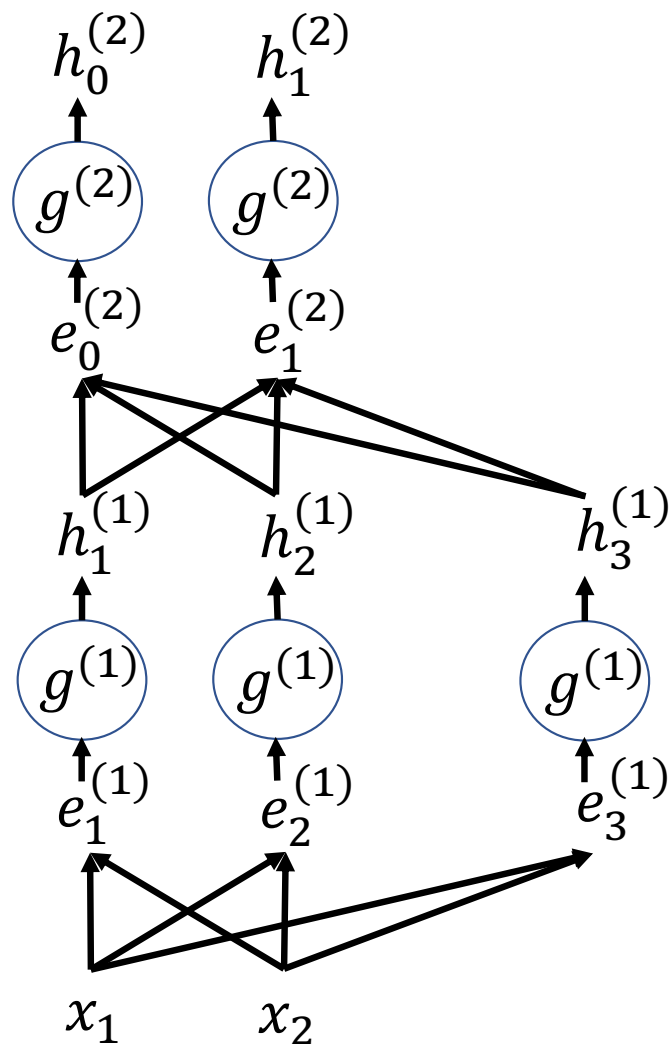 h_0^{(2)} h_1^{(2)}
g^{(2)} g^{(2)}
e_0^{(2)} e_1^{(2)}
h_1^{(1)} h_2^{(1)} h_3^{(1)}
g^{(1)} g^{(1)} g^{(1)}
e_1^{(1)} e_2^{(1)} e_3^{(1)}
x_1 x_2